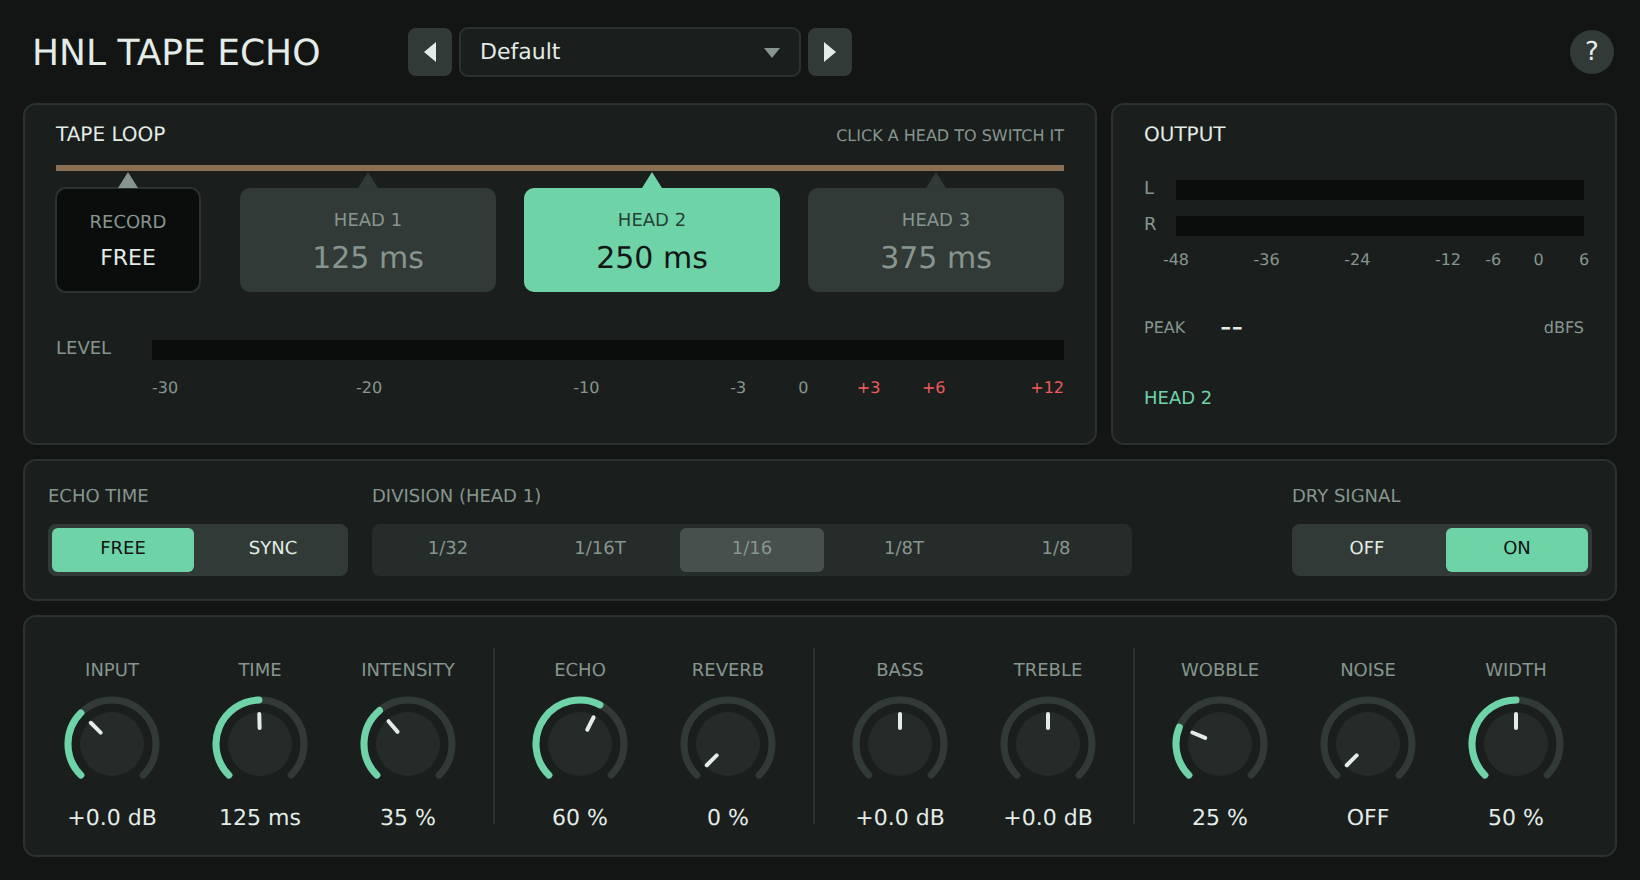 HNL TAPE ECHO
Default
?
TAPE LOOP
CLICK A HEAD TO SWITCH IT
RECORD
FREE
HEAD 1
125 ms
HEAD 2
250 ms
HEAD 3
375 ms
LEVEL
-30 -20 -10 -3 0 +3 +6 +12
OUTPUT
L
R
-48 -36 -24 -12 -6 0 6
PEAK -- dBFS
HEAD 2
ECHO TIME
FREE SYNC
DIVISION (HEAD 1)
1/32 1/16T 1/16 1/8T 1/8
DRY SIGNAL
OFF ON
INPUT TIME INTENSITY ECHO REVERB BASS TREBLE WOBBLE NOISE WIDTH
+0.0 dB 125 ms 35 % 60 % 0 % +0.0 dB +0.0 dB 25 % OFF 50 %